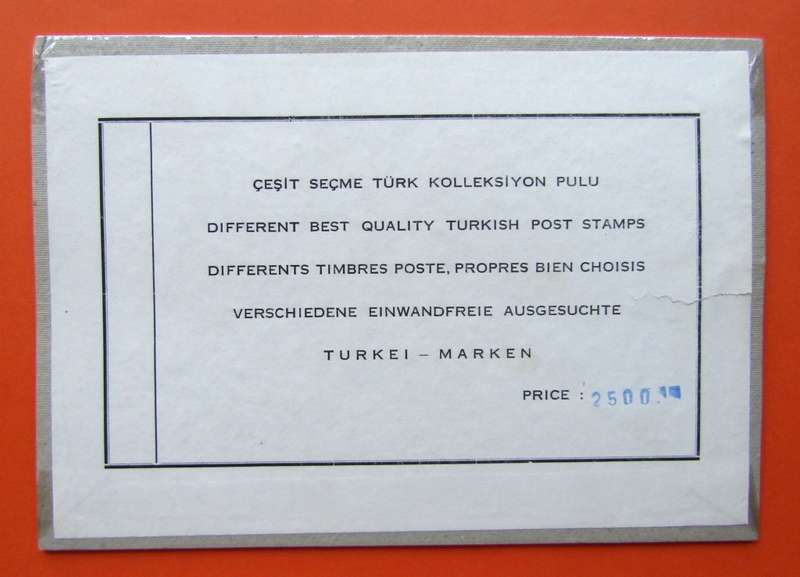 ÇEŞİT SEÇME TÜRK KOLLEKSİYON PULU
DIFFERENT BEST QUALITY TURKISH POST STAMPS
DIFFERENTS TIMBRES POSTE, PROPRES BIEN CHOISIS
VERSCHIEDENE EINWANDFREIE AUSGESUCHTE
TURKEI – MARKEN
PRICE : 2500.